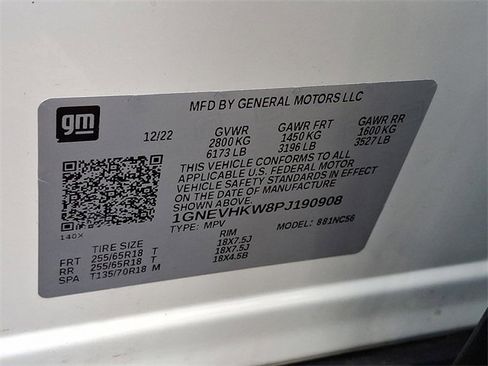 gm
MFD BY GENERAL MOTORS LLC
12/22 GVWR GAWR FRT GAWR RR
2800 KG 1450 KG 1600 KG
6173 LB 3196 LB 3527 LB
THIS VEHICLE CONFORMS TO ALL
APPLICABLE U.S. FEDERAL MOTOR
VEHICLE SAFETY STANDARDS IN EFFECT
ON THE DATE OF MANUFACTURE
1GNEVHKW8PJ190908
140X TYPE: MPV MODEL: 881NC56
TIRE SIZE RIM
FRT 255/65R18 T 18X7.5J
RR 255/65R18 T 18X7.5J
SPA T135/70R18 M 18X4.5B